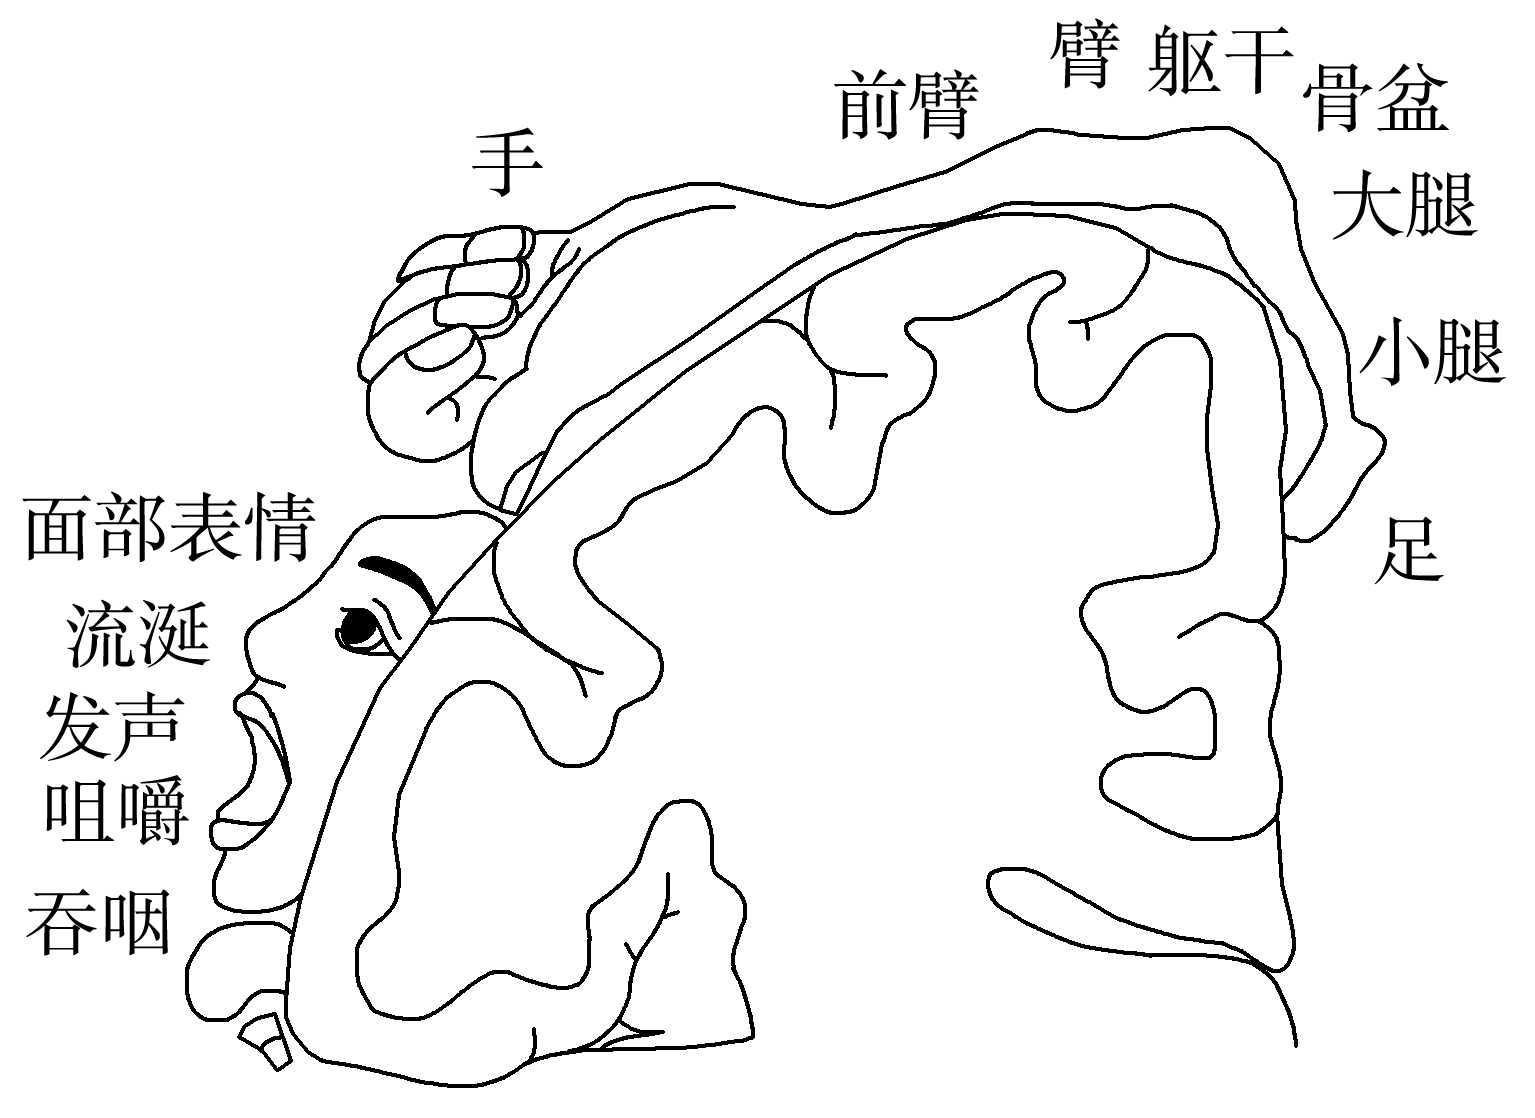 臂
躯干
骨盆
前臂
手
大腿
小腿
足
面部表情
流涎
发声
咀嚼
吞咽